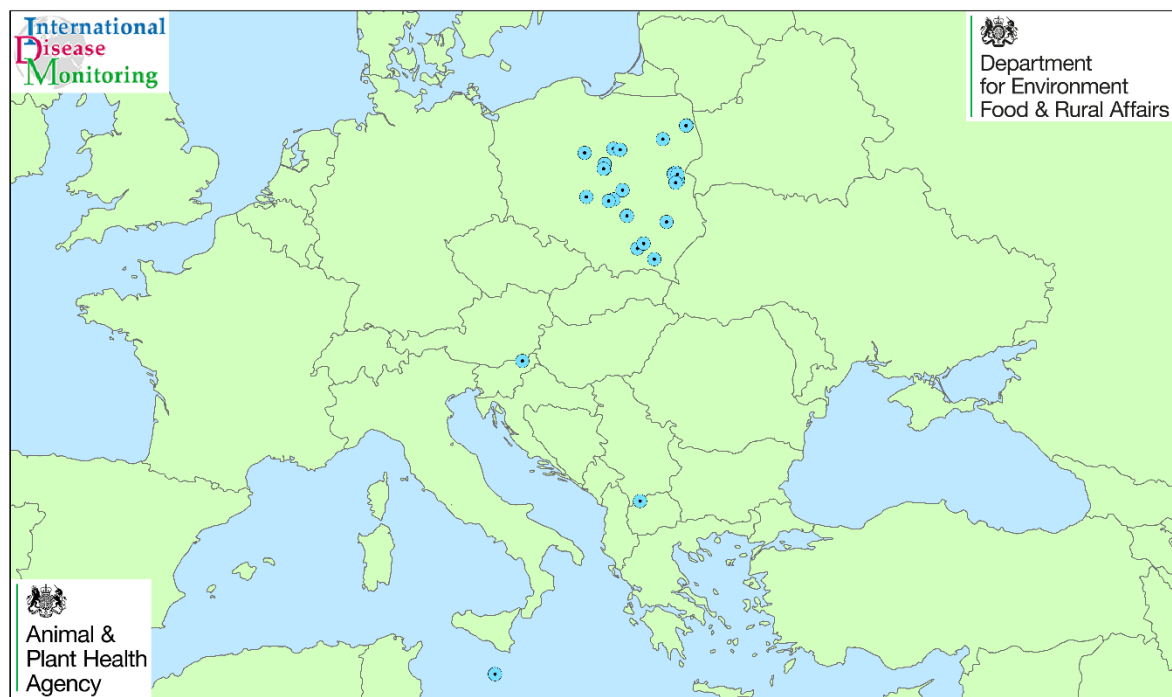 International
Disease
Monitoring
Department
for Environment
Food & Rural Affairs
Animal &
Plant Health
Agency